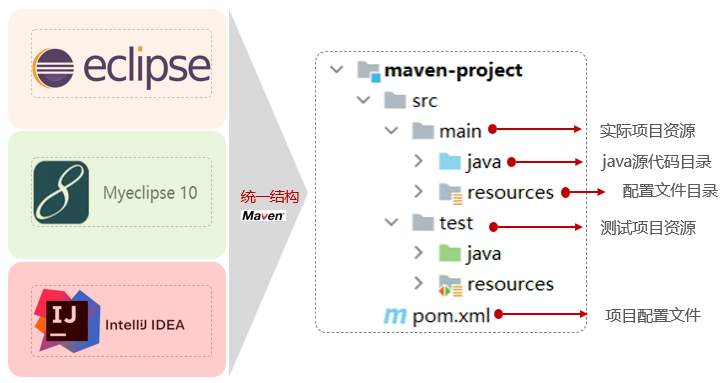 eclipse
Myeclipse 10
IntelliJ IDEA
IJ
统一结构
Maven
maven-project
src
main
实际项目资源
java
java源代码目录
resources
配置文件目录
test
测试项目资源
java
resources
pom.xml
项目配置文件